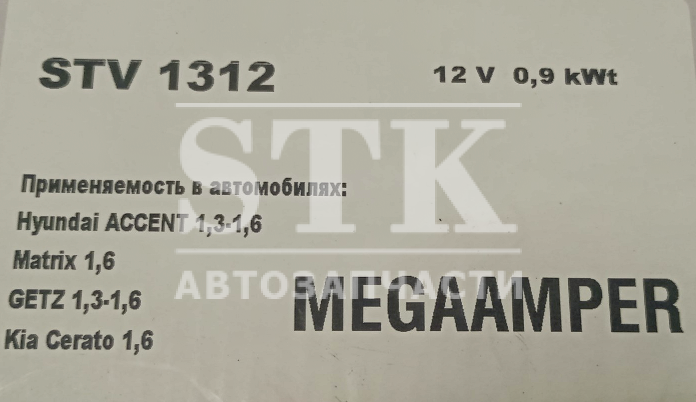 STV 1312 12 V 0,9 kWt
STK
АВТОЗАПЧАСТИ
Применяемость в автомобилях:
Hyundai ACCENT 1,3-1,6
Matrix 1,6
GETZ 1,3-1,6
Kia Cerato 1,6
MEGAAMPER